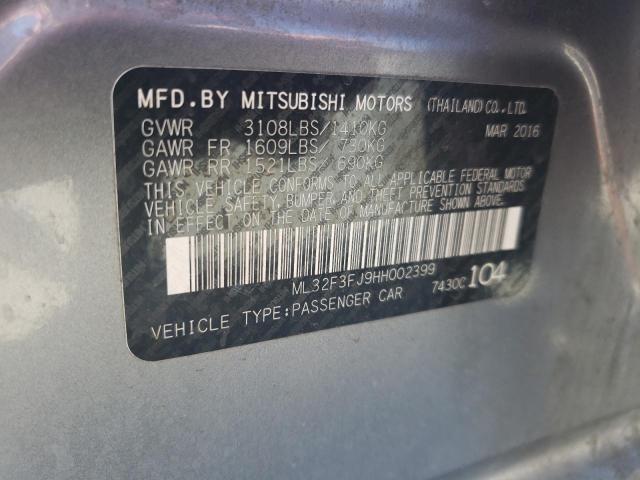 MFD.BY MITSUBISHI MOTORS (THAILAND) CO., LTD.
GVWR 3108LBS/1410KG MAR 2016
GAWR FR 1609LBS/ 730KG
GAWR RR 1521LBS/ 690KG
THIS VEHICLE CONFORMS TO ALL APPLICABLE FEDERAL MOTOR
VEHICLE SAFETY, BUMPER, AND THEFT PREVENTION STANDARDS
IN EFFECT ON THE DATE OF MANUFACTURE SHOWN ABOVE.
ML32F3FJ9HH002399
VEHICLE TYPE:PASSENGER CAR 7430C 104